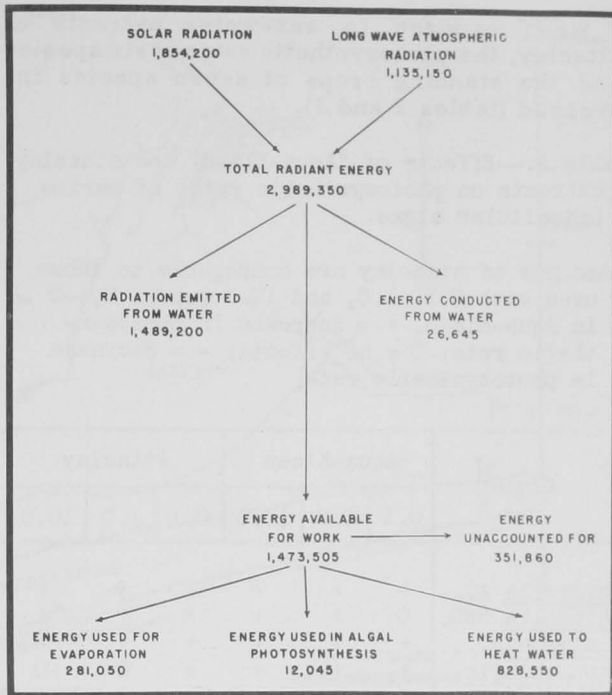 SOLAR RADIATION
1,854,200
LONG WAVE ATMOSPHERIC
RADIATION
1,135,150
TOTAL RADIANT ENERGY
2,989,350
RADIATION EMITTED
FROM WATER
1,489,200
ENERGY CONDUCTED
FROM WATER
26,645
ENERGY AVAILABLE
FOR WORK
1,473,505
ENERGY
UNACCOUNTED FOR
351,860
ENERGY USED FOR
EVAPORATION
281,050
ENERGY USED IN ALGAL
PHOTOSYNTHESIS
12,045
ENERGY USED TO
HEAT WATER
828,550